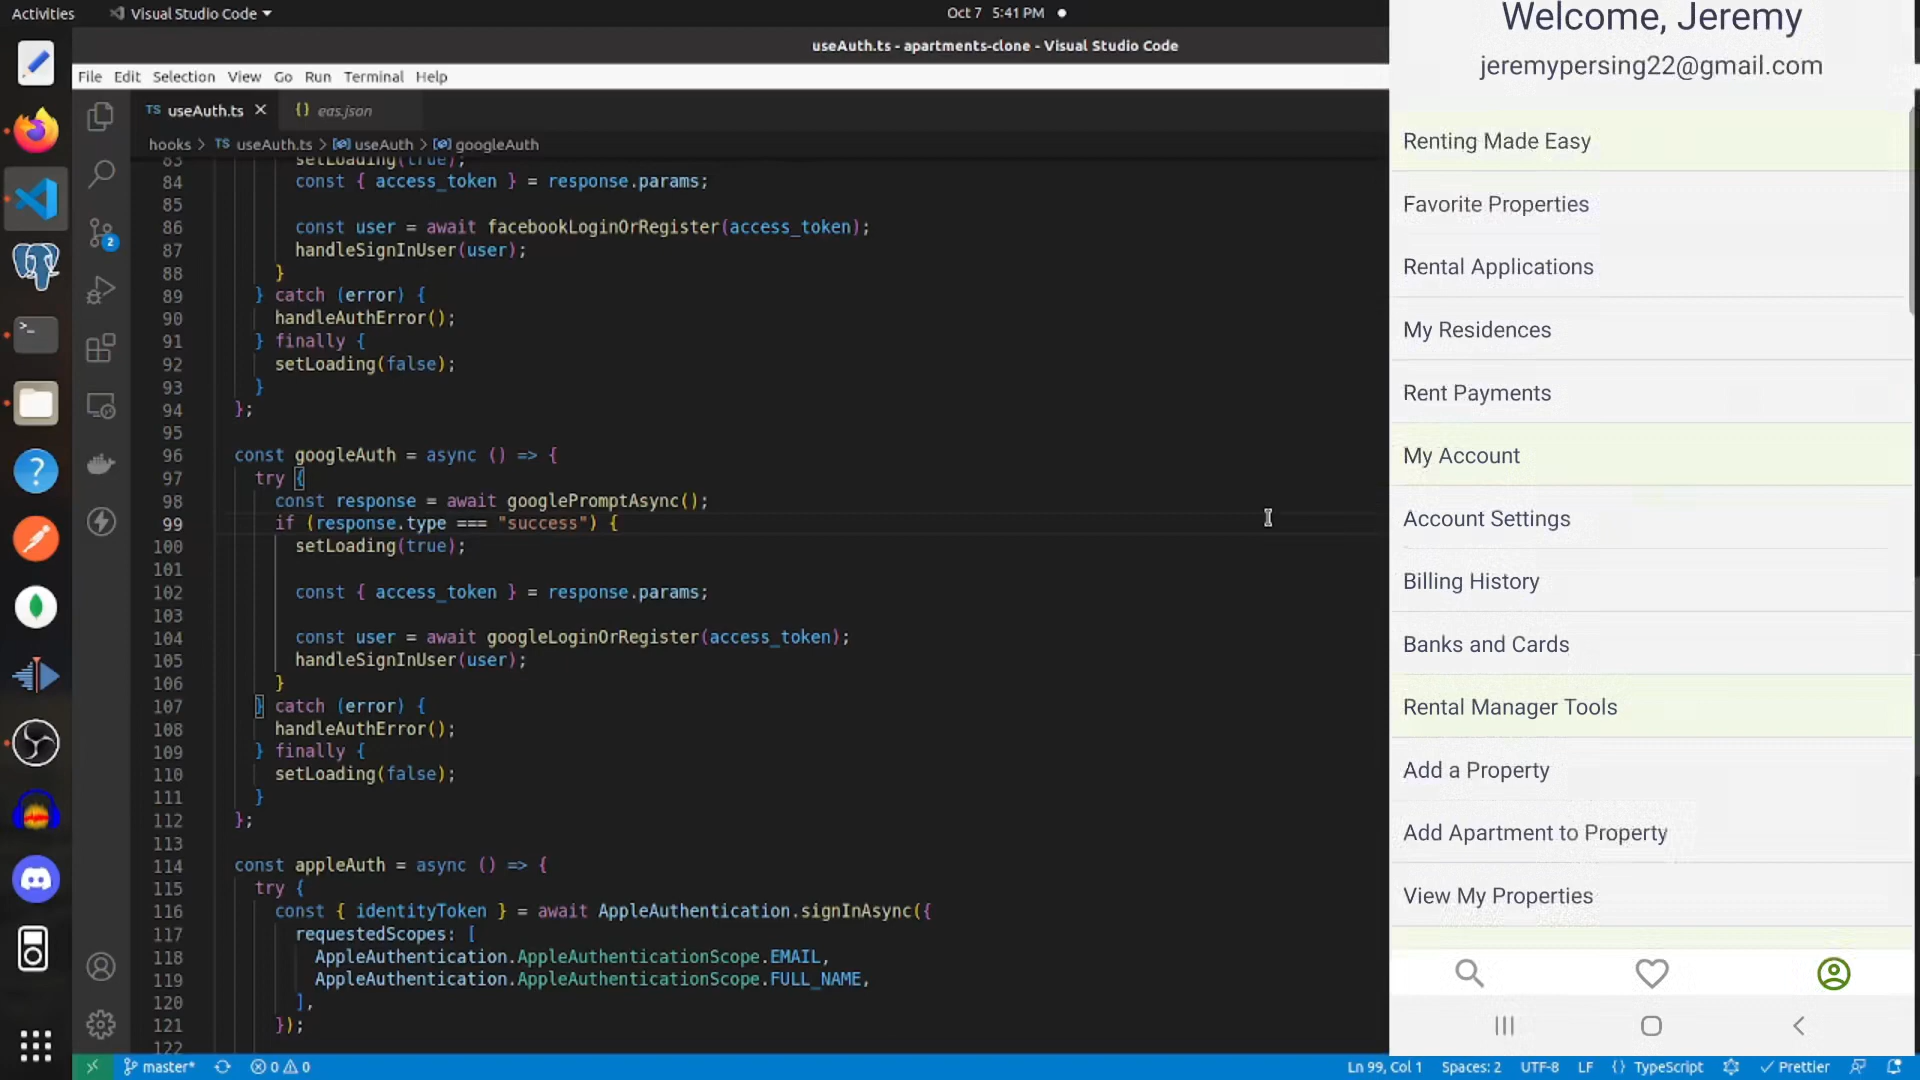 Activities
Visual Studio Code
Oct 7 5:41 PM
useAuth.ts - apartments-clone - Visual Studio Code
File Edit Selection View Go Run Terminal Help
TS useAuth.ts
{} eas.json
hooks > TS useAuth.ts > useAuth > googleAuth
83 setLoading(true);
84 const { access_token } = response.params;
85
86 const user = await facebookLoginOrRegister(access_token);
87 handleSignInUser(user);
88 }
89 } catch (error) {
90 handleAuthError();
91 } finally {
92 setLoading(false);
93 }
94 };
95
96 const googleAuth = async () => {
97 try {
98 const response = await googlePromptAsync();
99 if (response.type === "success") {
100 setLoading(true);
101
102 const { access_token } = response.params;
103
104 const user = await googleLoginOrRegister(access_token);
105 handleSignInUser(user);
106 }
107 } catch (error) {
108 handleAuthError();
109 } finally {
110 setLoading(false);
111 }
112 };
113
114 const appleAuth = async () => {
115 try {
116 const { identityToken } = await AppleAuthentication.signInAsync({
117 requestedScopes: [
118 AppleAuthentication.AppleAuthenticationScope.EMAIL,
119 AppleAuthentication.AppleAuthenticationScope.FULL_NAME,
120 ],
121 });
122
2
master* 0 0
Ln 99, Col 1 Spaces: 2 UTF-8 LF {} TypeScript Prettier
Welcome, Jeremy
jeremypersing22@gmail.com
Renting Made Easy
Favorite Properties
Rental Applications
My Residences
Rent Payments
My Account
Account Settings
Billing History
Banks and Cards
Rental Manager Tools
Add a Property
Add Apartment to Property
View My Properties